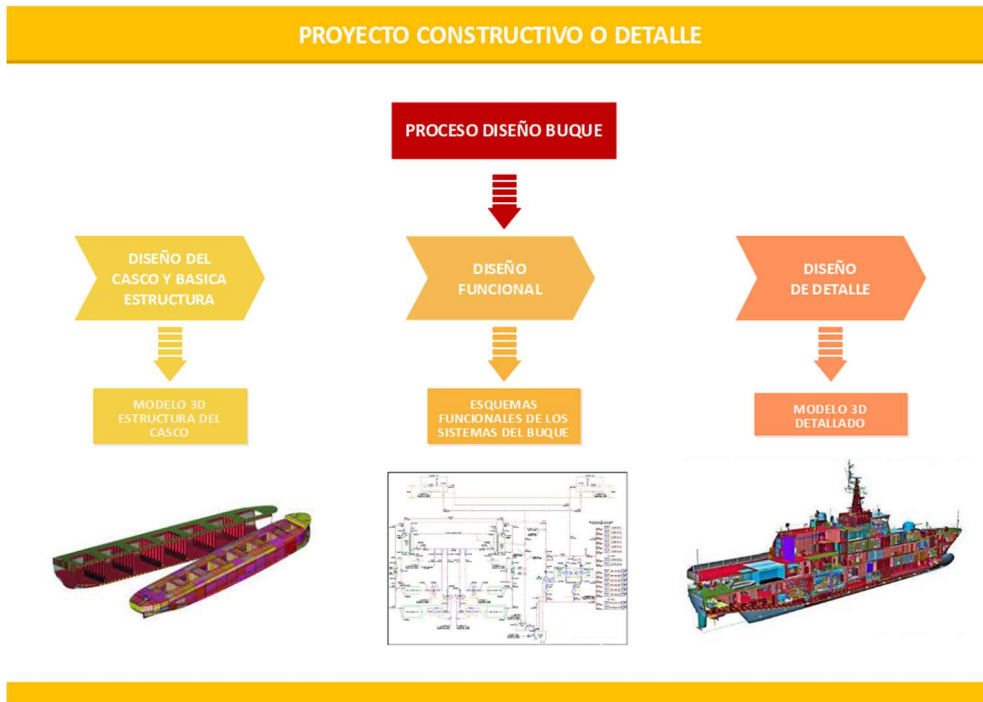 PROYECTO CONSTRUCTIVO O DETALLE
PROCESO DISEÑO BUQUE
DISEÑO DEL
CASCO Y BASICA
ESTRUCTURA
DISEÑO
FUNCIONAL
DISEÑO
DE DETALLE
MODELO 3D
ESTRUCTURA DEL
CASCO
ESQUEMAS
FUNCIONALES DE LOS
SISTEMAS DEL BUQUE
MODELO 3D
DETALLADO